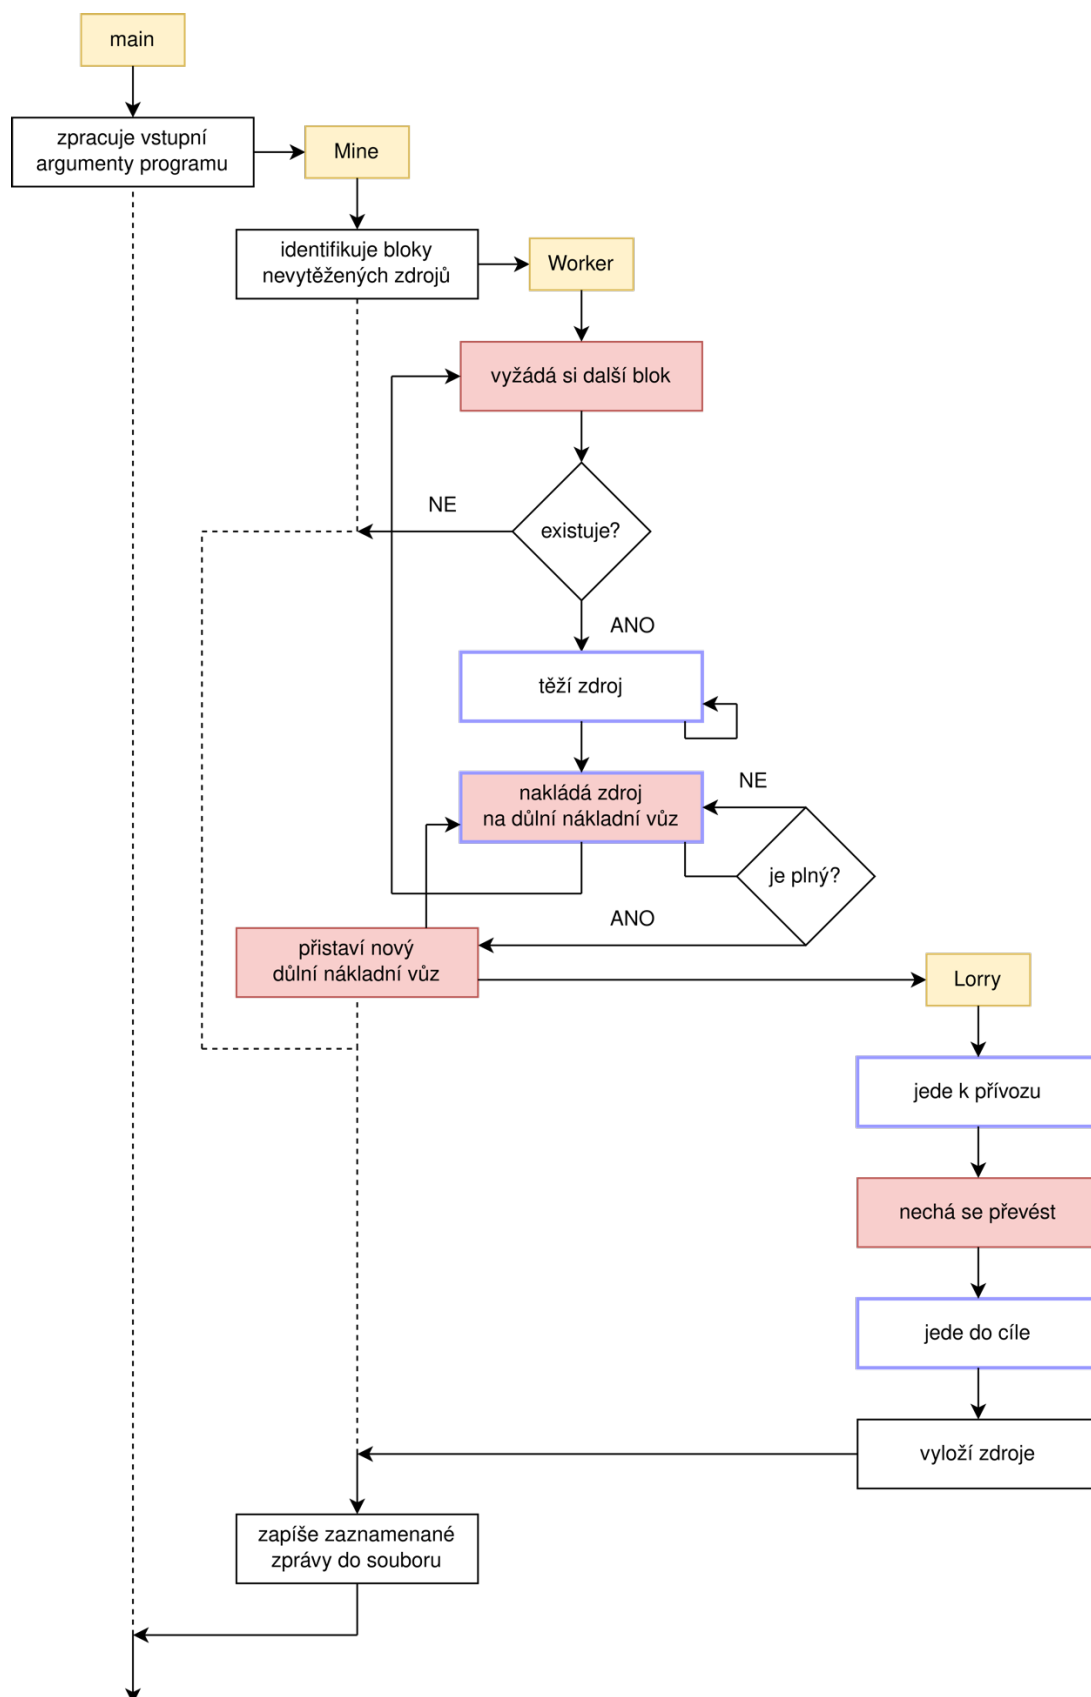 main
zpracuje vstupní
argumenty programu
Mine
identifikuje bloky
nevytěžených zdrojů
Worker
vyžádá si další blok
NE
existuje?
ANO
těží zdroj
nakládá zdroj
na důlní nákladní vůz
NE
je plný?
ANO
přistaví nový
důlní nákladní vůz
Lorry
jede k přívozu
nechá se převést
jede do cíle
vyloží zdroje
zapíše zaznamenané
zprávy do souboru